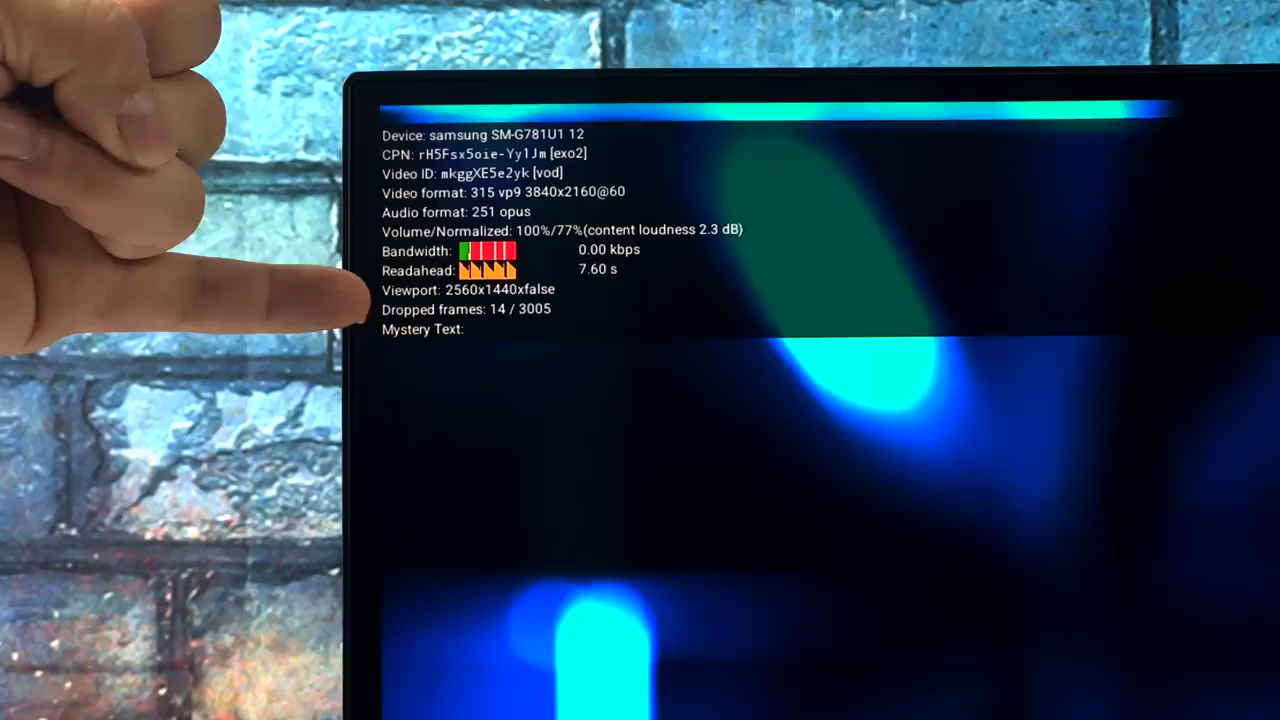 Device: samsung SM-G781U1 12
CPN: rH5Fsx5oie-Yy1Jm [exo2]
Video ID: mkggXE5e2yk [vod]
Video format: 315 vp9 3840x2160@60
Audio format: 251 opus
Volume/Normalized: 100%/77%(content loudness 2.3 dB)
Bandwidth: 0.00 kbps
Readahead: 7.60 s
Viewport: 2560x1440xfalse
Dropped frames: 14 / 3005
Mystery Text: